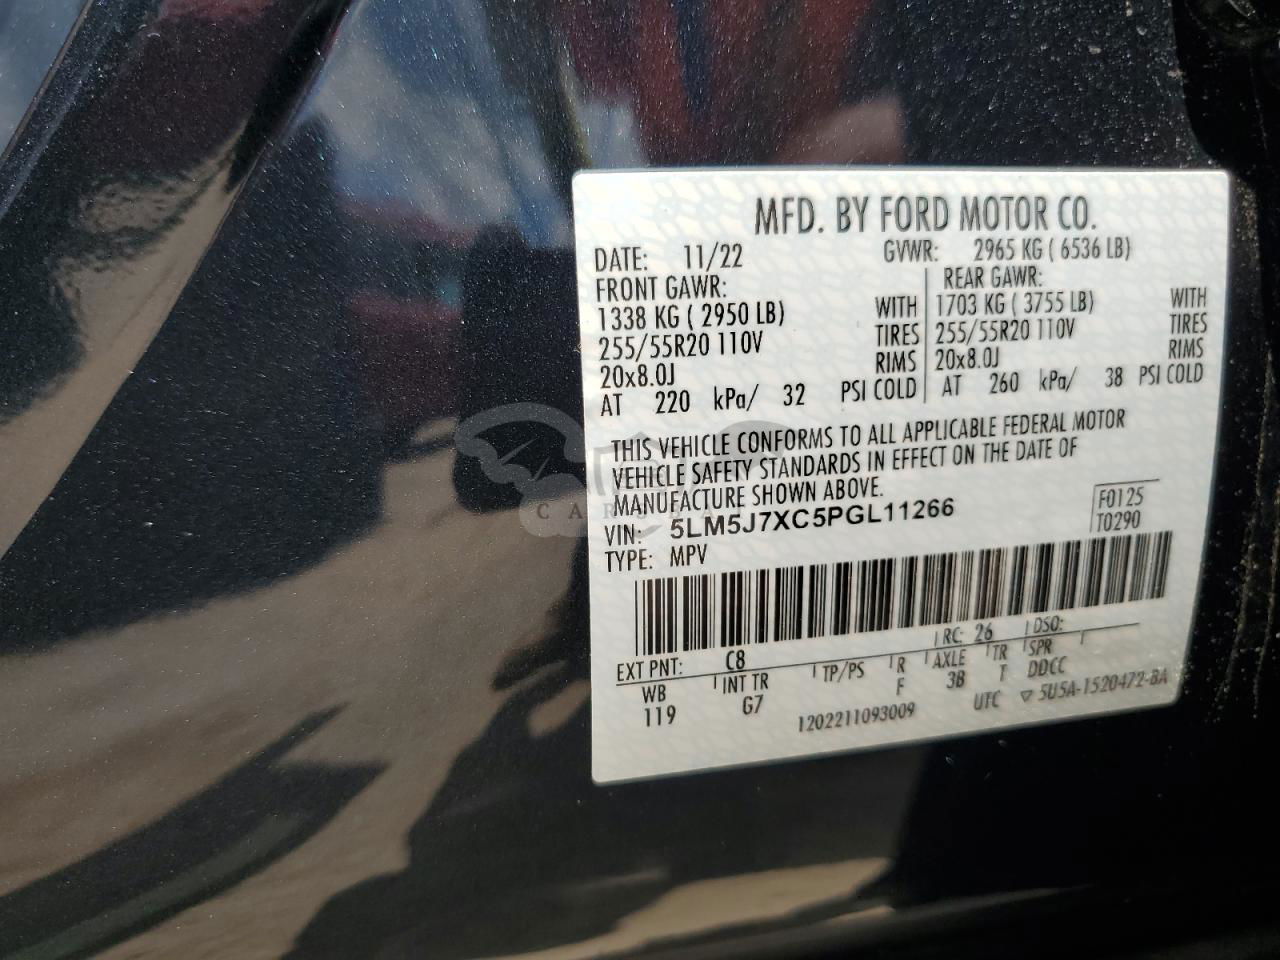 MFD. BY FORD MOTOR CO.
DATE: 11/22 GVWR: 2965 KG ( 6536 LB)
FRONT GAWR: REAR GAWR:
1338 KG ( 2950 LB) WITH 1703 KG ( 3755 LB) WITH
255/55R20 110V TIRES 255/55R20 110V TIRES
20x8.0J RIMS 20x8.0J RIMS
AT 220 kPa/ 32 PSI COLD AT 260 kPa/ 38 PSI COLD
THIS VEHICLE CONFORMS TO ALL APPLICABLE FEDERAL MOTOR
VEHICLE SAFETY STANDARDS IN EFFECT ON THE DATE OF
MANUFACTURE SHOWN ABOVE.
F0125
VIN: 5LM5J7XC5PGL11266
T0290
TYPE: MPV
EXT PNT: C8 RC: 26 DSO:
WB INT TR TP/PS R AXLE TR SPR
119 G7 F 3B T DDCC
1202211093009 UTC ▽ 5U5A-1520472-BA